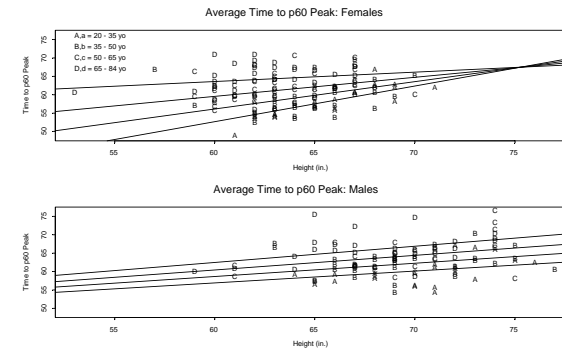 Average Time to p60 Peak: Females
A,a = 20 - 35 yo
B,b = 35 - 50 yo
C,c = 50 - 65 yo
D,d = 65 - 84 yo
Time to p60 Peak
75
70
65
60
55
50
55
60
65
70
75
Height (in.)
Average Time to p60 Peak: Males
Time to p60 Peak
75
70
65
60
55
50
55
60
65
70
75
Height (in.)